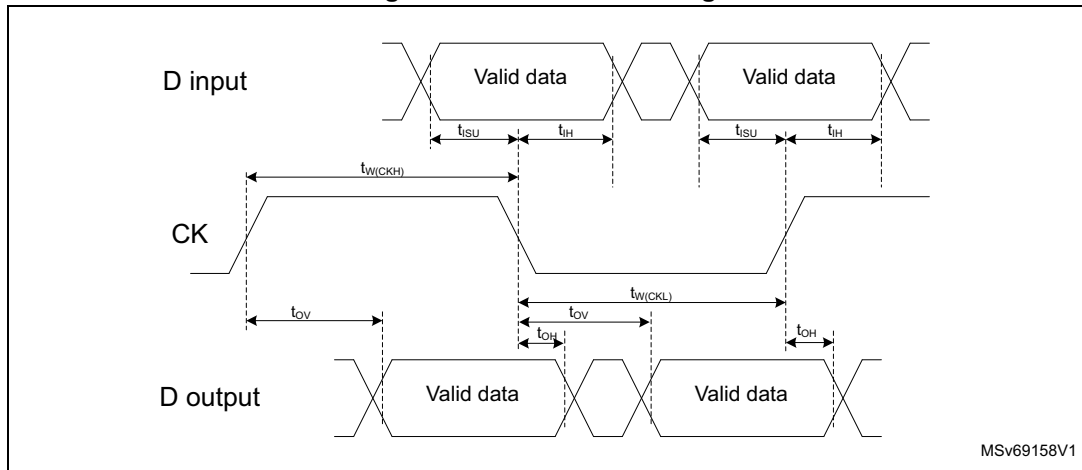 D input
Valid data
Valid data
tISU
tIH
tISU
tIH
tW(CKH)
CK
tW(CKL)
tOV
tOV
tOH
tOH
D output
Valid data
Valid data
MSv69158V1